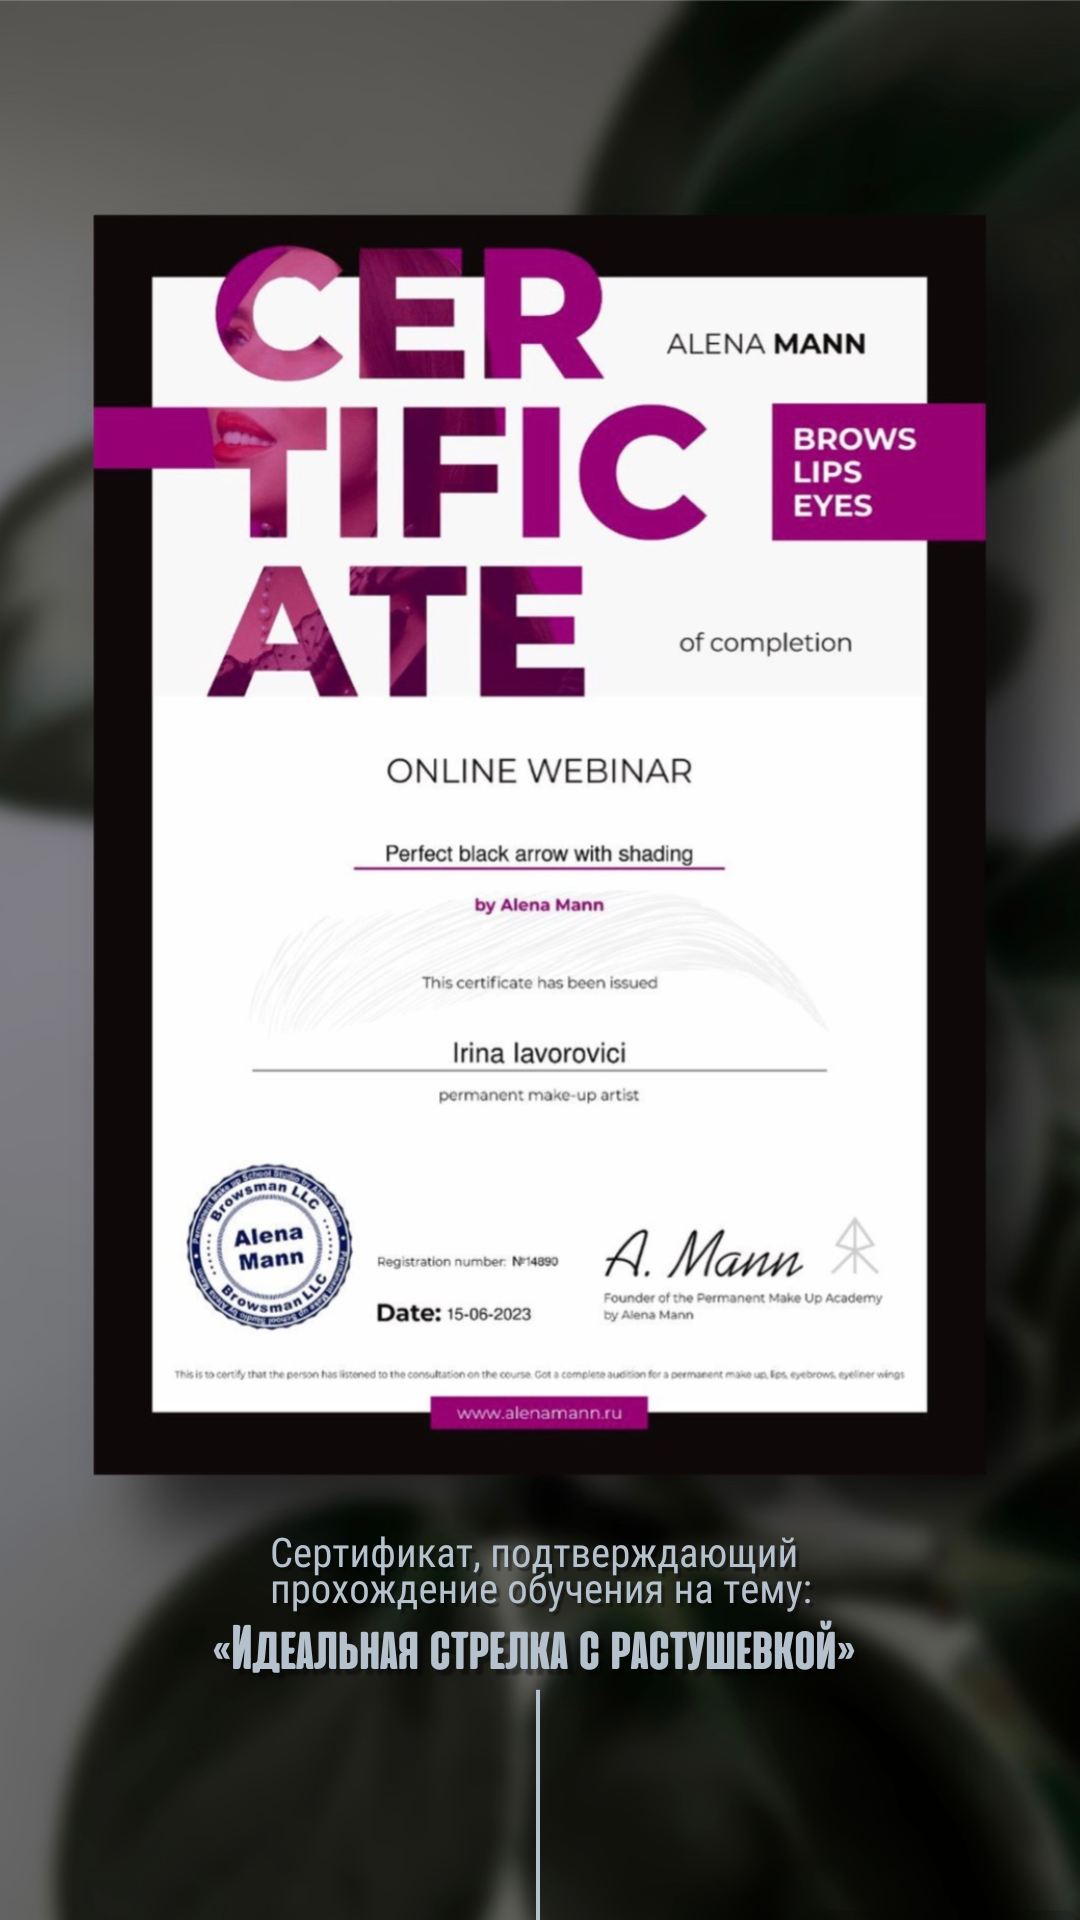 CER
TIFIC
ATE
ALENA MANN
BROWS
LIPS
EYES
of completion
ONLINE WEBINAR
Perfect black arrow with shading
by Alena Mann
This certificate has been issued
Irina Iavorovici
permanent make-up artist
Browsman LLC
Alena
Mann
Browsman LLC
Registration number: №14890
Date: 15-06-2023
A. Mann
Founder of the Permanent Make Up Academy
by Alena Mann
This is to certify that the person has listened to the consultation on the course. Got a complete audition for a permanent make up, lips, eyebrows, eyeliner wings
www.alenamann.ru
Сертификат, подтверждающий
прохождение обучения на тему:
«ИДЕАЛЬНАЯ СТРЕЛКА С РАСТУШЕВКОЙ»